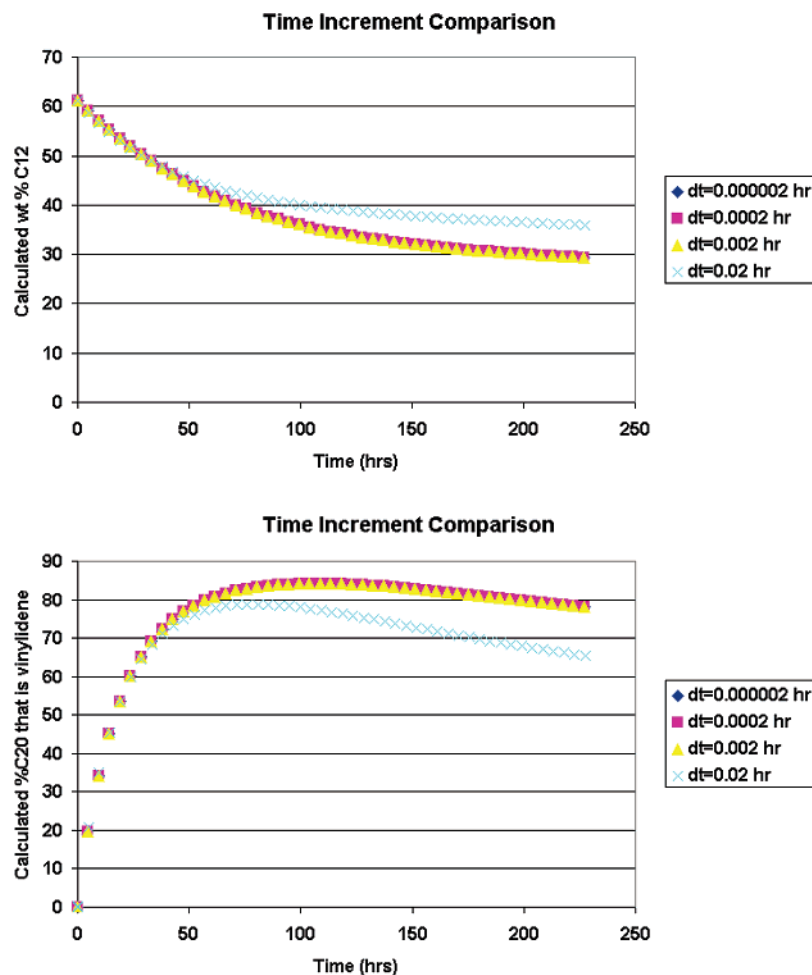 Time Increment Comparison
70
60
50
40
30
20
10
0
0 50 100 150 200 250
Calculated wt % C12
Time (hrs)
dt=0.000002 hr
dt=0.0002 hr
dt=0.002 hr
dt=0.02 hr
Time Increment Comparison
90
80
70
60
50
40
30
20
10
0
0 50 100 150 200 250
Calculated %C20 that is vinylidene
Time (hrs)
dt=0.000002 hr
dt=0.0002 hr
dt=0.002 hr
dt=0.02 hr